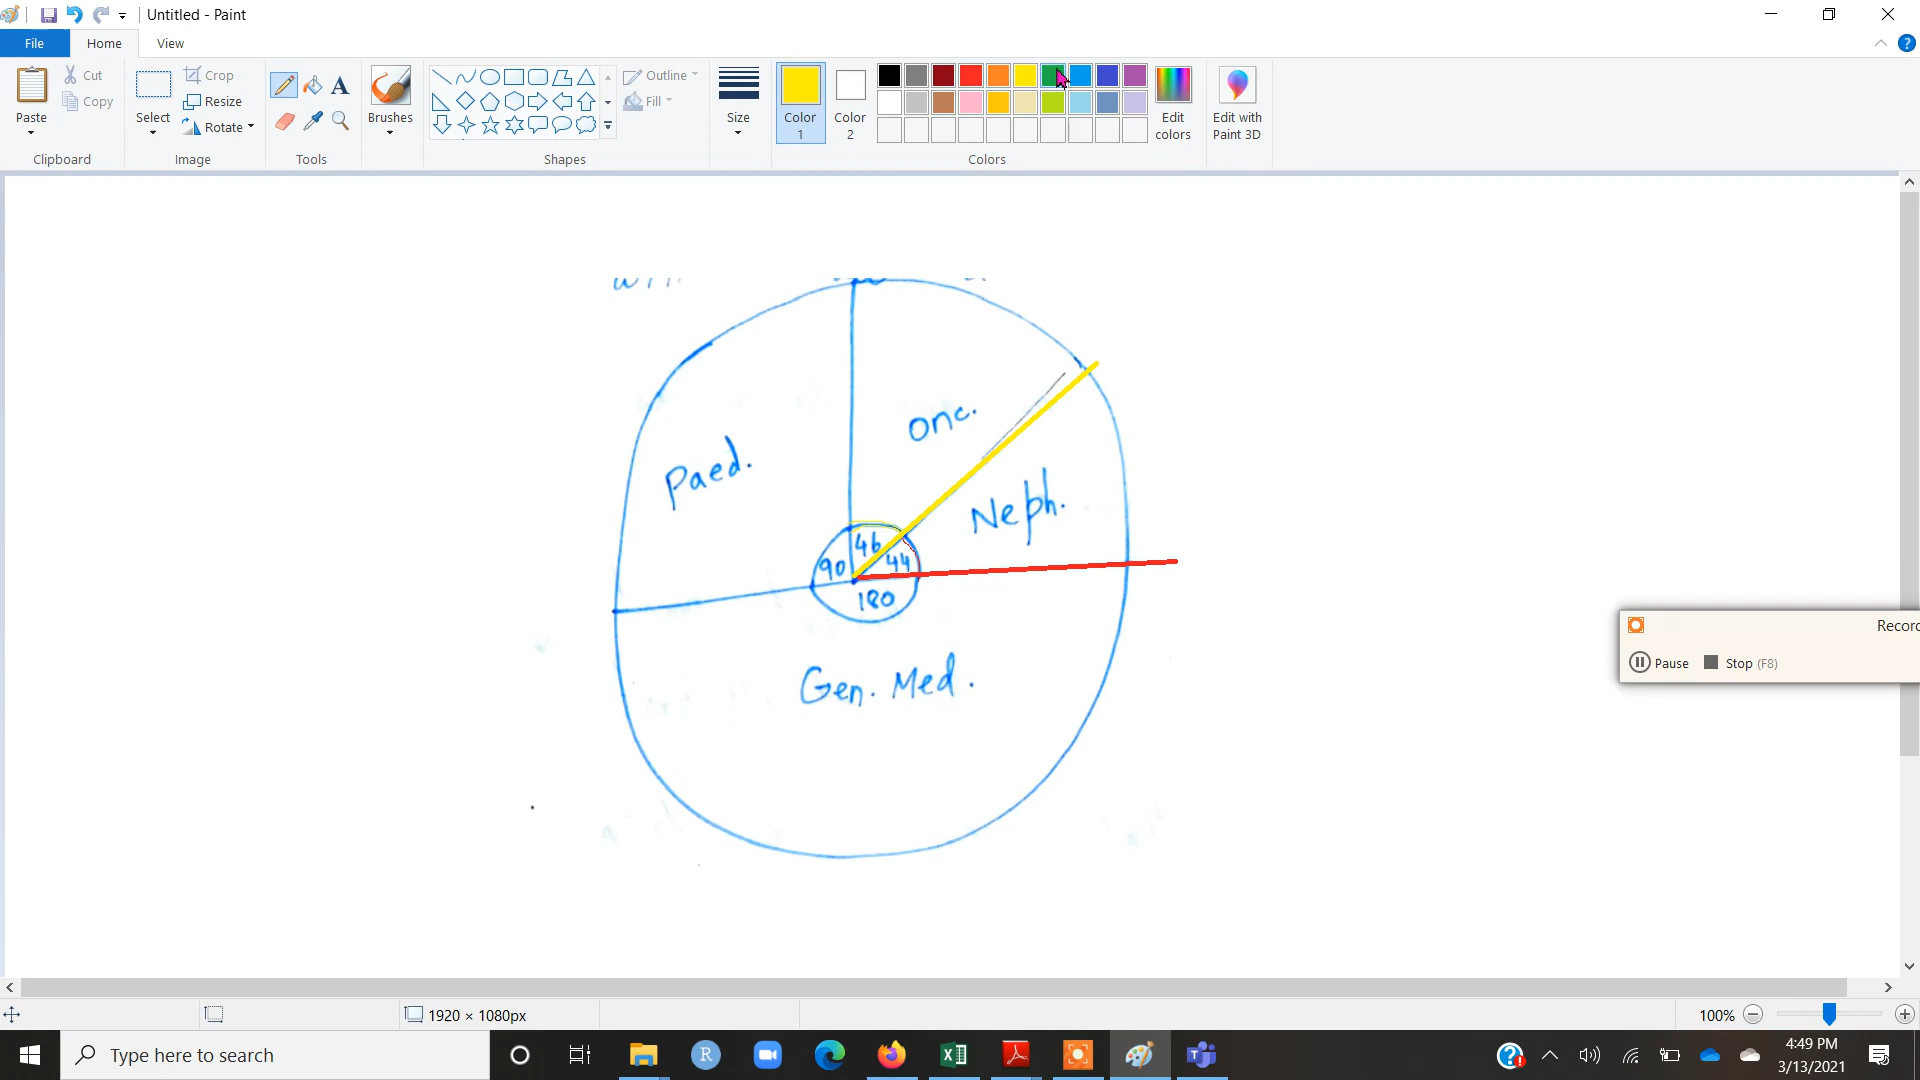 Untitled - Paint
File
Home
View
Paste
Cut
Copy
Clipboard
Select
Crop
Resize
Rotate
Image
A
Tools
Brushes
Outline
Fill
Shapes
Size
Color 1
Color 2
Edit colors
Colors
Edit with Paint 3D
Paed.
Onc.
Neph.
46
90
44
180
Gen. Med.
Pause
Stop (F8)
1920 × 1080px
100%
Type here to search
4:49 PM
3/13/2021